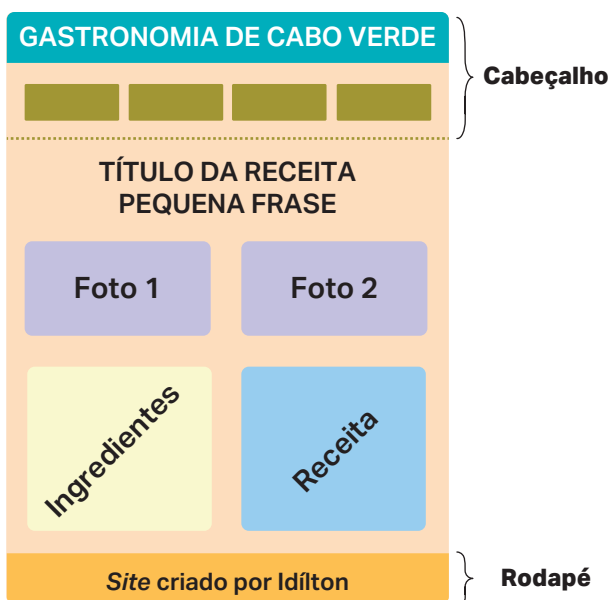 GASTRONOMIA DE CABO VERDE
Cabeçalho
TÍTULO DA RECEITA
PEQUENA FRASE
Foto 1
Foto 2
Ingredientes
Receita
Site criado por Idílton
Rodapé